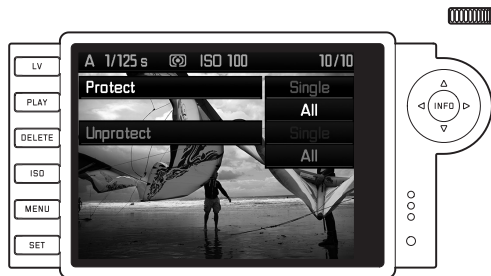 LV
PLAY
DELETE
ISO
MENU
SET
A 1/125 s ISO 100 10/10
Protect Single
All
Unprotect Single
All
INFO